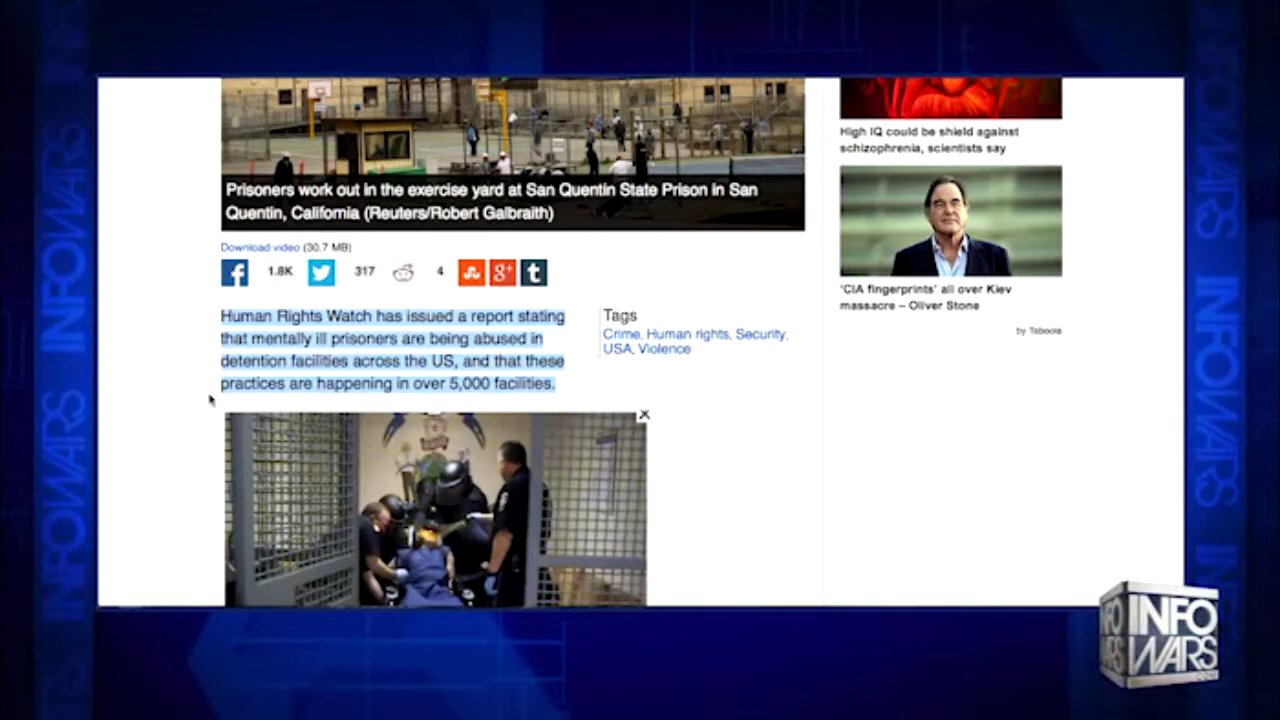 Prisoners work out in the exercise yard at San Quentin State Prison in San
Quentin, California (Reuters/Robert Galbraith)
Download video (30.7 MB)
1.8K
317
4
Human Rights Watch has issued a report stating
that mentally ill prisoners are being abused in
detention facilities across the US, and that these
practices are happening in over 5,000 facilities.
Tags
Crime, Human rights, Security,
USA, Violence
High IQ could be shield against
schizophrenia, scientists say
'CIA fingerprints' all over Kiev
massacre – Oliver Stone
by Taboola
INFOWARS
INFOWARS
INFOWARS
INFOWARS
INFO
WARS
.COM